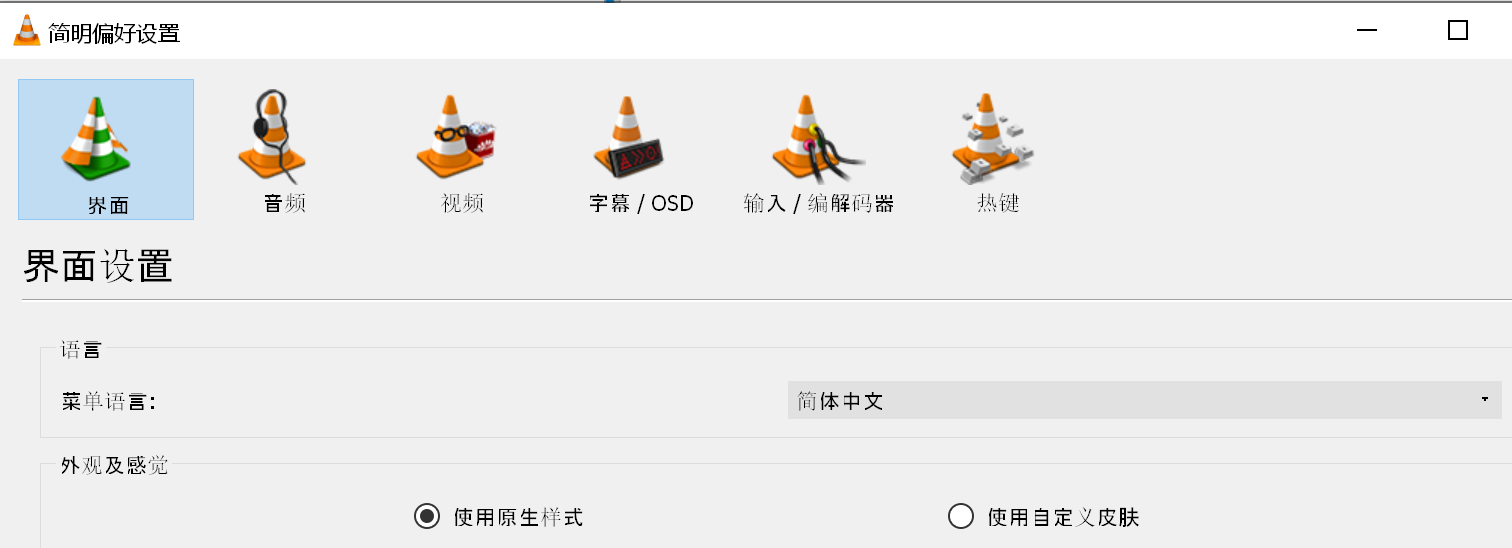 简明偏好设置
界面 音频 视频 字幕 / OSD 输入 / 编解码器 热键
界面设置
语言
菜单语言: 简体中文
外观及感觉
使用原生样式 使用自定义皮肤